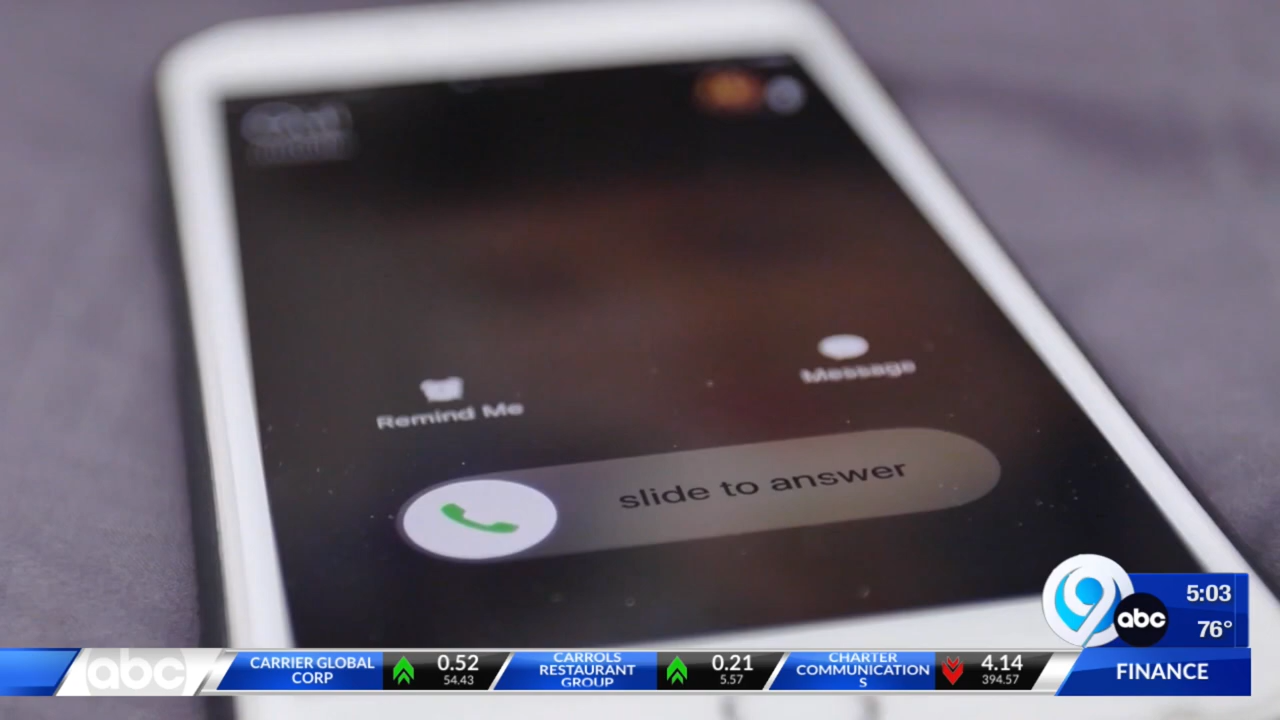 Remind Me
Message
slide to answer
9
abc
5:03
76°
abc
CARRIER GLOBAL
CORP
0.52
54.43
CARROLS
RESTAURANT
GROUP
0.21
5.57
CHARTER
COMMUNICATION
S
4.14
394.57
FINANCE